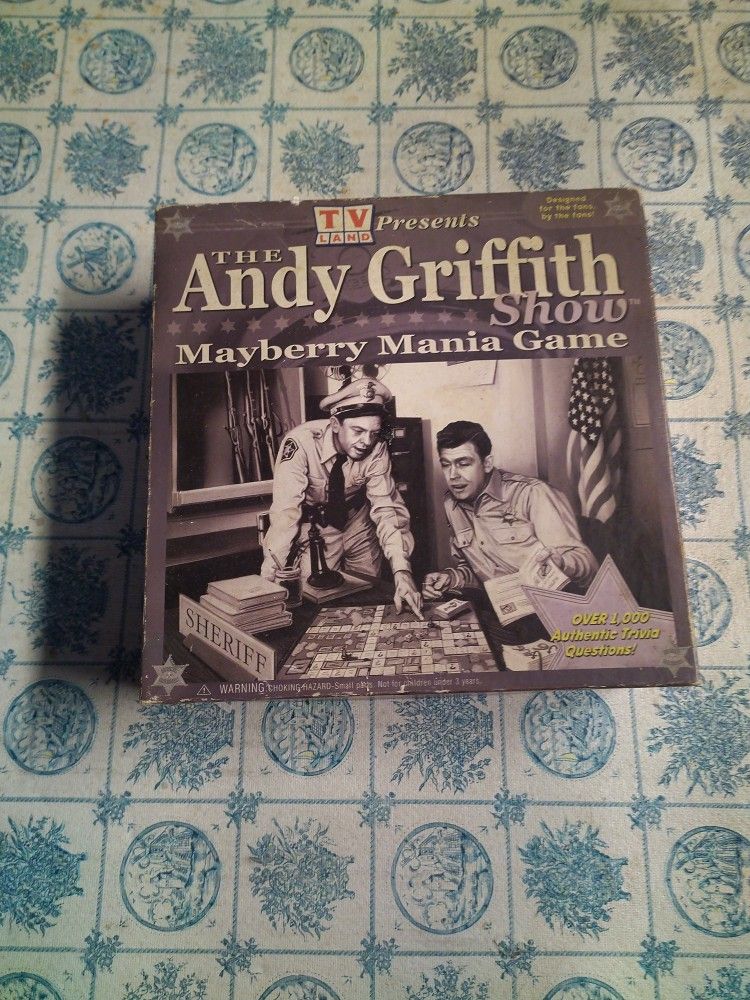 TV
LAND
Presents
Designed
for the fans,
by the fans!
THE
Andy Griffith
Show™
Mayberry Mania Game
SHERIFF
OVER 1,000
Authentic Trivia
Questions!
WARNING: CHOKING HAZARD-Small parts. Not for children under 3 years.